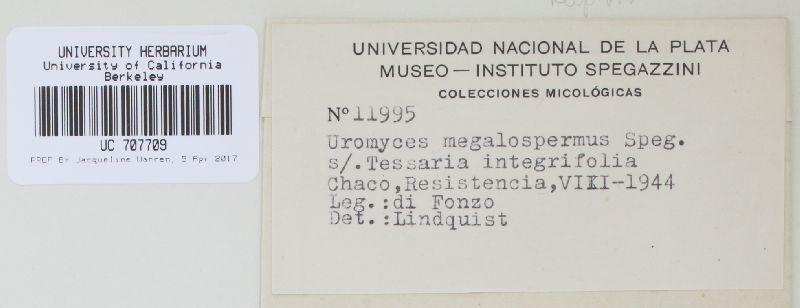 UNIVERSITY HERBARIUM
University of California
Berkeley
UC 707709
PREP By Jacqueline Warren, 5 Apr 2017
UNIVERSIDAD NACIONAL DE LA PLATA
MUSEO — INSTITUTO SPEGAZZINI
COLECCIONES MICOLÓGICAS
Nº 11995
Uromyces megalospermus Speg.
s/.Tessaria integrifolia
Chaco,Resistencia,VIII-1944
Leg.:di Fonzo
Det.:Lindquist